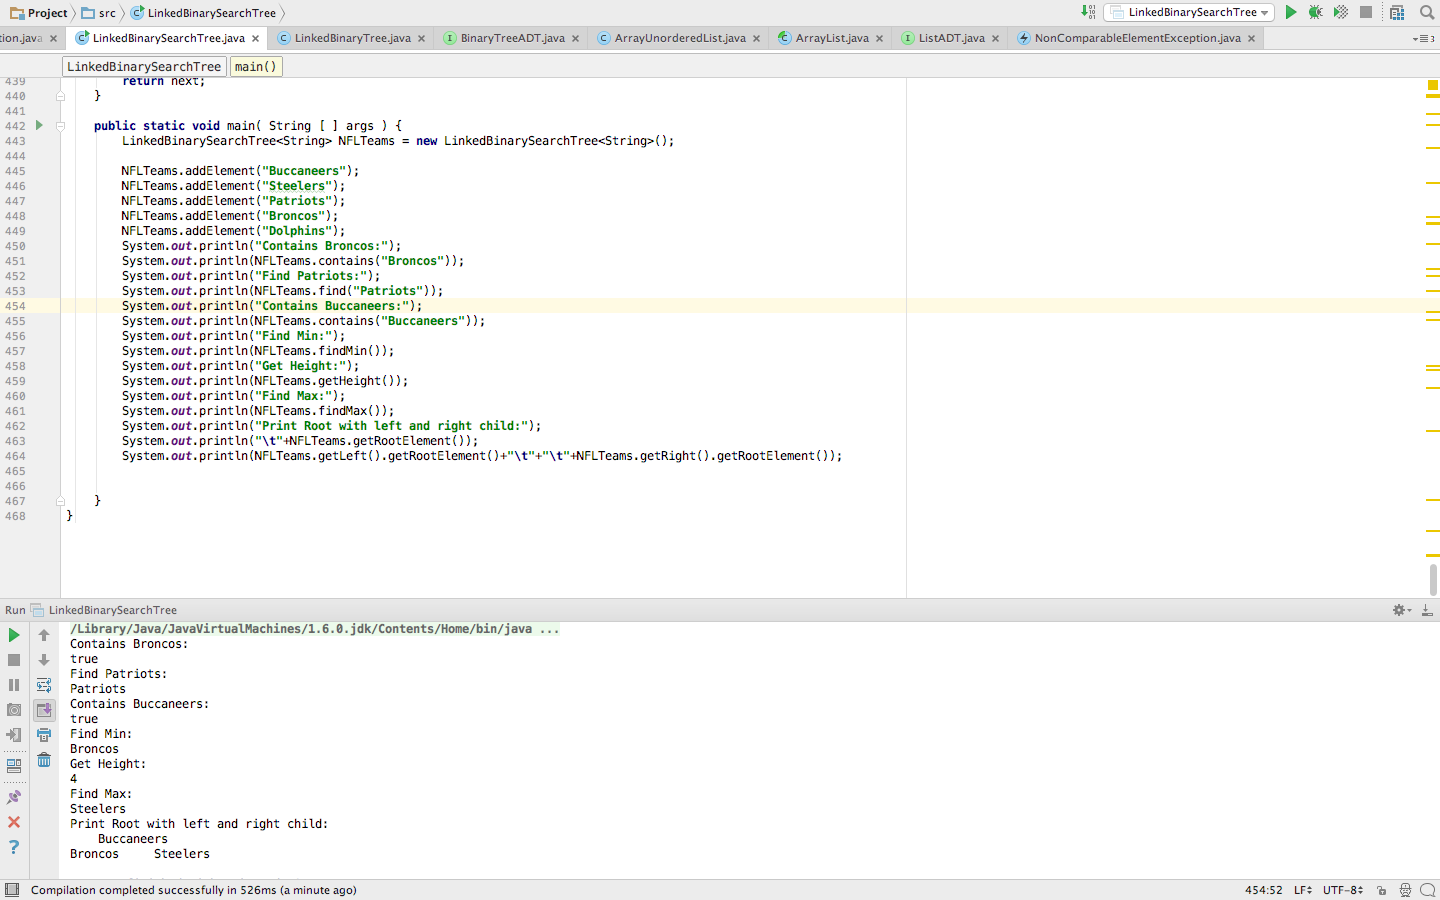 Project src LinkedBinarySearchTree LinkedBinarySearchTree
tion.java LinkedBinarySearchTree.java LinkedBinaryTree.java BinaryTreeADT.java ArrayUnorderedList.java ArrayList.java ListADT.java NonComparableElementException.java
LinkedBinarySearchTree main()
439 return next;
440 }
441
442 public static void main( String [ ] args ) {
443 LinkedBinarySearchTree<String> NFLTeams = new LinkedBinarySearchTree<String>();
444
445 NFLTeams.addElement("Buccaneers");
446 NFLTeams.addElement("Steelers");
447 NFLTeams.addElement("Patriots");
448 NFLTeams.addElement("Broncos");
449 NFLTeams.addElement("Dolphins");
450 System.out.println("Contains Broncos:");
451 System.out.println(NFLTeams.contains("Broncos"));
452 System.out.println("Find Patriots:");
453 System.out.println(NFLTeams.find("Patriots"));
454 System.out.println("Contains Buccaneers:");
455 System.out.println(NFLTeams.contains("Buccaneers"));
456 System.out.println("Find Min:");
457 System.out.println(NFLTeams.findMin());
458 System.out.println("Get Height:");
459 System.out.println(NFLTeams.getHeight());
460 System.out.println("Find Max:");
461 System.out.println(NFLTeams.findMax());
462 System.out.println("Print Root with left and right child:");
463 System.out.println("\t"+NFLTeams.getRootElement());
464 System.out.println(NFLTeams.getLeft().getRootElement()+"\t"+"\t"+NFLTeams.getRight().getRootElement());
465
466
467 }
468 }
Run LinkedBinarySearchTree
/Library/Java/JavaVirtualMachines/1.6.0.jdk/Contents/Home/bin/java ...
Contains Broncos:
true
Find Patriots:
Patriots
Contains Buccaneers:
true
Find Min:
Broncos
Get Height:
4
Find Max:
Steelers
Print Root with left and right child:
Buccaneers
Broncos Steelers
Compilation completed successfully in 526ms (a minute ago) 454:52 LF UTF-8